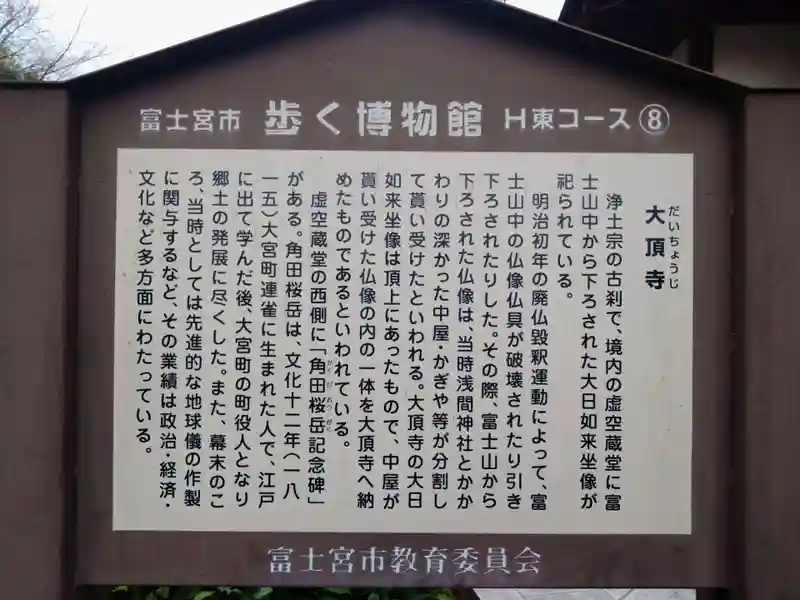 富士宮市 歩く博物館 H東コース⑧
だいちょうじ
大頂寺
浄土宗の古刹で、境内の虚空蔵堂に富
士山中から下ろされた大日如来坐像が
祀られている。
明治初年の廃仏毀釈運動によって、富
士山中の仏像仏具が破壊されたり引き
下ろされたりした。その際、富士山から
下ろされた仏像は、当時浅間神社とかか
わりの深かった中屋・かぎや等が分割し
て貰い受けたといわれる。大頂寺の大日
如来坐像は頂上にあったもので、中屋が
貰い受けた仏像の内の一体を大頂寺へ納
めたものであるといわれている。
虚空蔵堂の西側に「角田桜岳記念碑」
がある。角田桜岳は、文化十二年（一八
一五）大宮町連雀に生まれた人で、江戸
に出て学んだ後、大宮町の町役人となり
郷土の発展に尽くした。また、幕末のこ
ろ、当時としては先進的な地球儀の作製
に関与するなど、その業績は政治・経済・
文化など多方面にわたっている。
富士宮市教育委員会